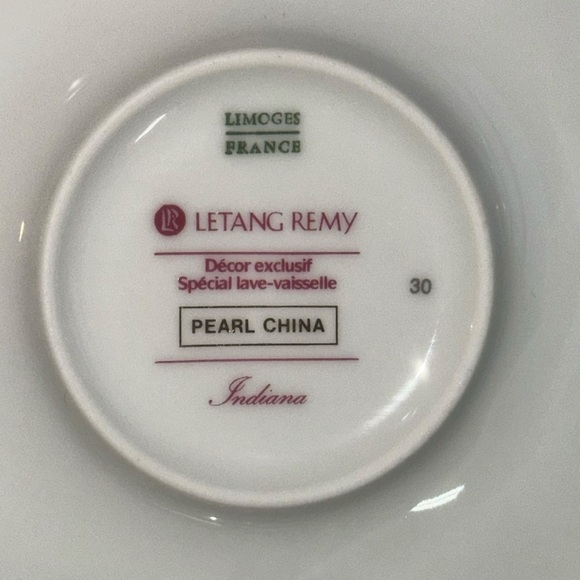 LIMOGES
FRANCE
LR LETANG REMY
Décor exclusif
Spécial lave-vaisselle
30
PEARL CHINA
Indiana